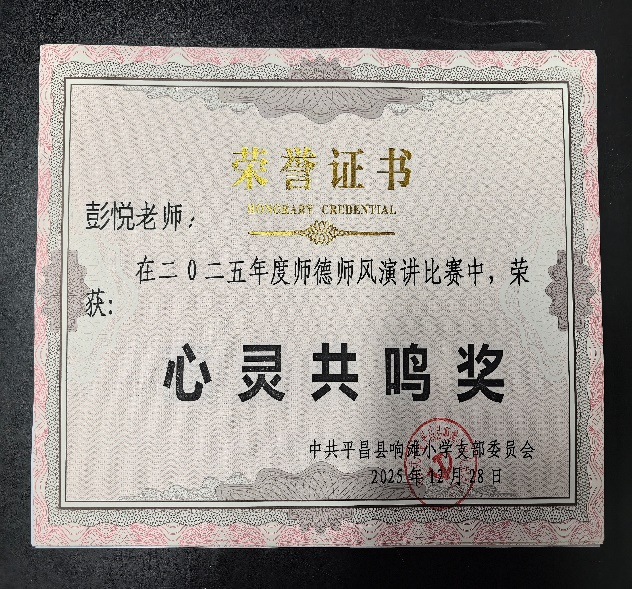 荣誉证书
HONORARY CREDENTIAL
彭悦老师：
在二0二五年度师德师风演讲比赛中，荣
获：
心灵共鸣奖
中共平昌县响滩小学支部委员会
2025年12月28日